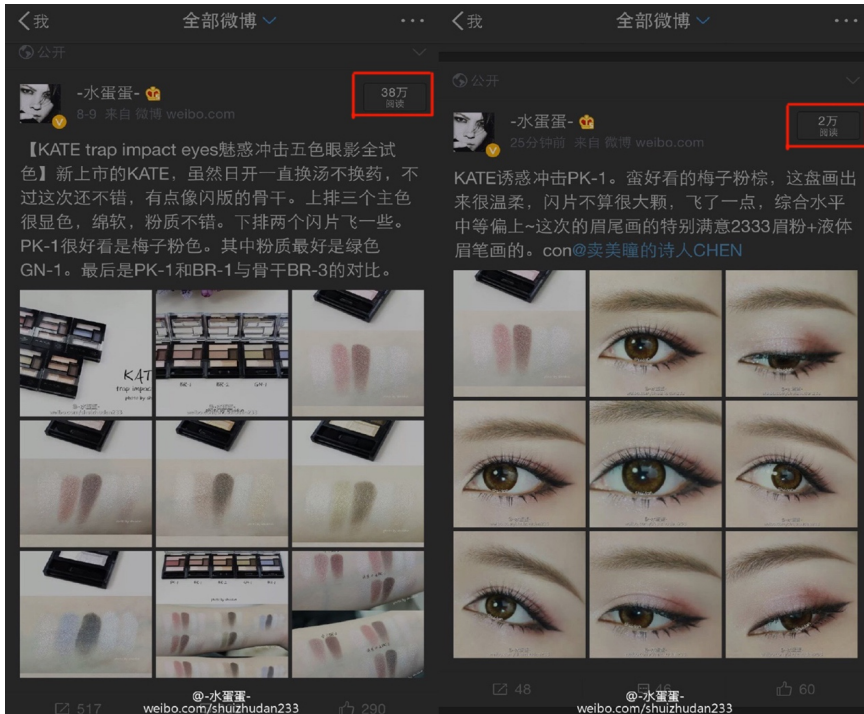 我
全部微博
公开
-水蛋蛋-
38万
阅读
8-9 来自 微博 weibo.com
【KATE trap impact eyes魅惑冲击五色眼影全试
色】新上市的KATE，虽然日开一直换汤不换药，不
过这次还不错，有点像闪版的骨干。上排三个主色
很显色，绵软，粉质不错。下排两个闪片飞一些。
PK-1很好看是梅子粉色。其中粉质最好是绿色
GN-1。最后是PK-1和BR-1与骨干BR-3的对比。
KAT
trap impac
BR-1
BR-2
GN-1
517
290
@-水蛋蛋-
weibo.com/shuizhudan233
我
全部微博
公开
-水蛋蛋-
2万
阅读
25分钟前 来自 微博 weibo.com
KATE诱惑冲击PK-1。蛮好看的梅子粉棕，这盘画出
来很温柔，闪片不算很大颗，飞了一点，综合水平
中等偏上~这次的眉尾画的特别满意2333眉粉+液体
眉笔画的。con@卖美瞳的诗人CHEN
48
46
60
@-水蛋蛋-
weibo.com/shuizhudan233